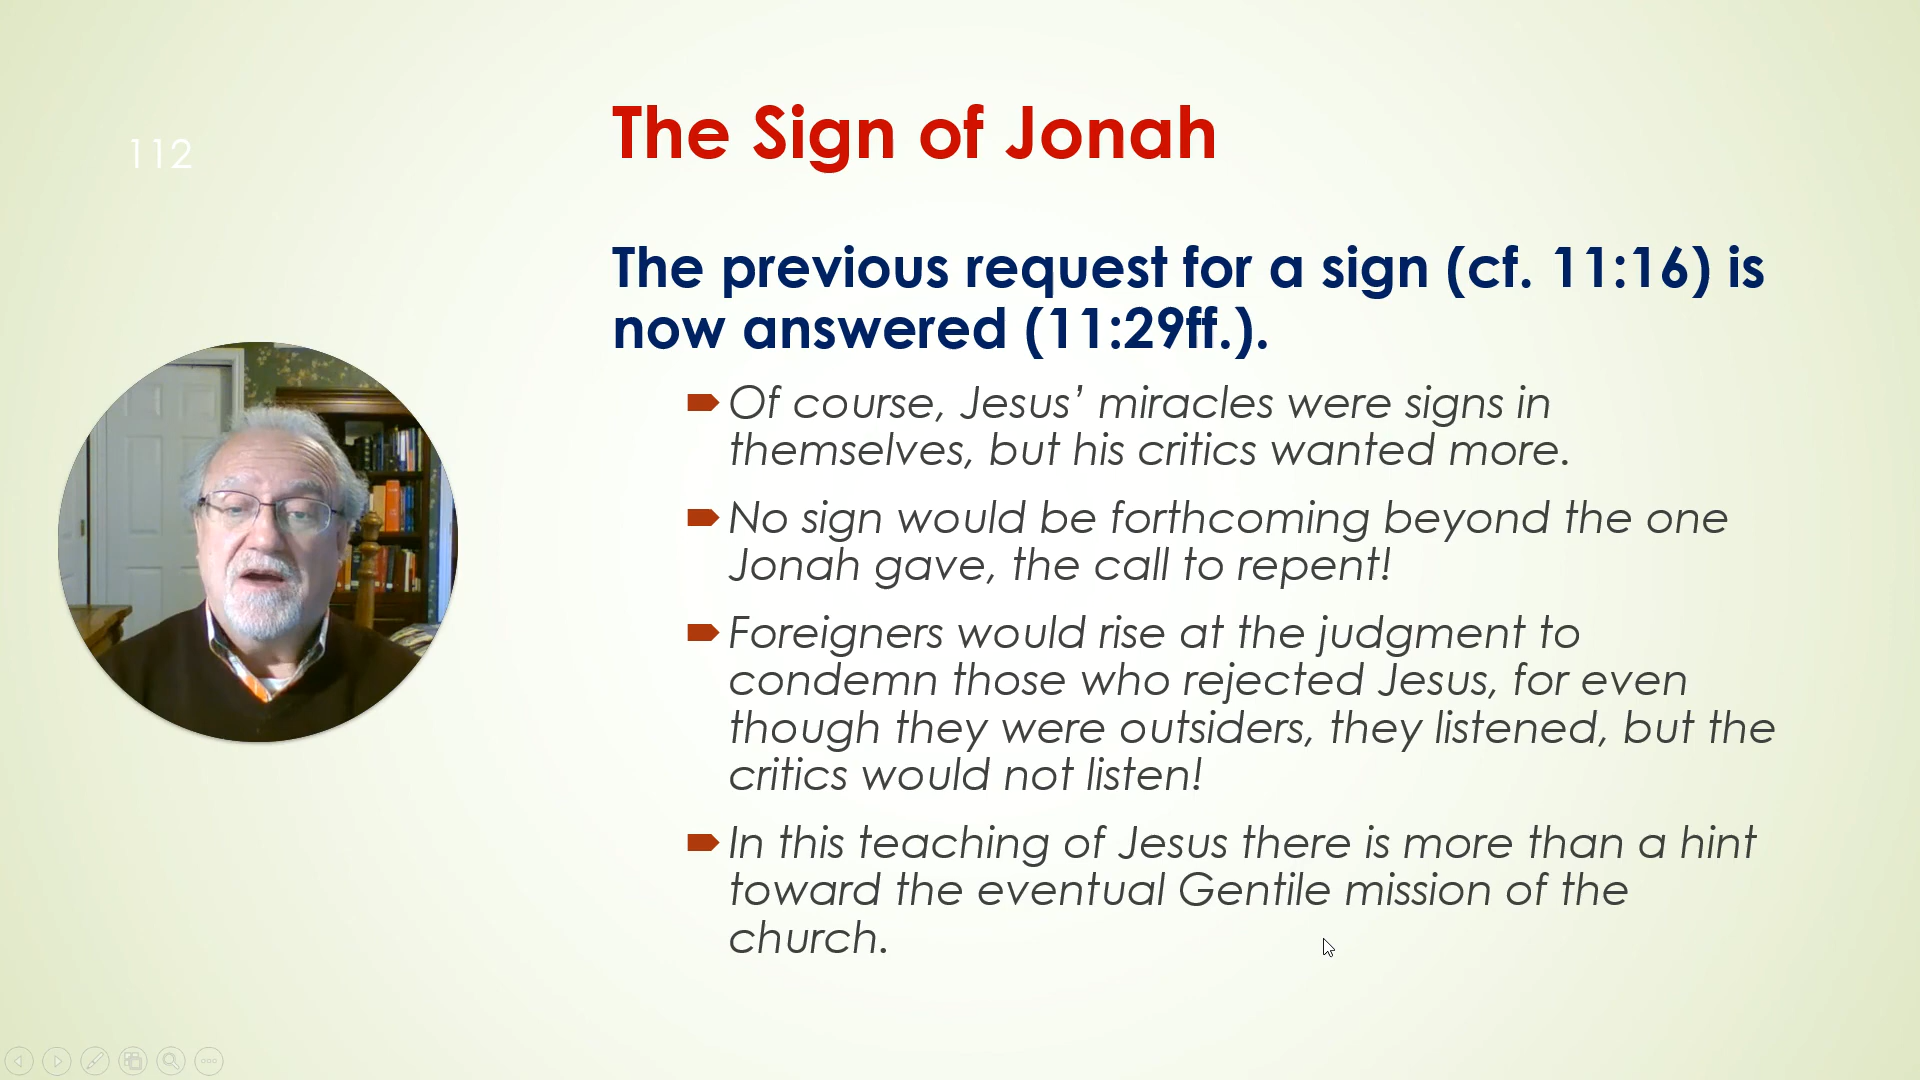 112
The Sign of Jonah
The previous request for a sign (cf. 11:16) is
now answered (11:29ff.).
Of course, Jesus’ miracles were signs in
themselves, but his critics wanted more.
No sign would be forthcoming beyond the one
Jonah gave, the call to repent!
Foreigners would rise at the judgment to
condemn those who rejected Jesus, for even
though they were outsiders, they listened, but the
critics would not listen!
In this teaching of Jesus there is more than a hint
toward the eventual Gentile mission of the
church.